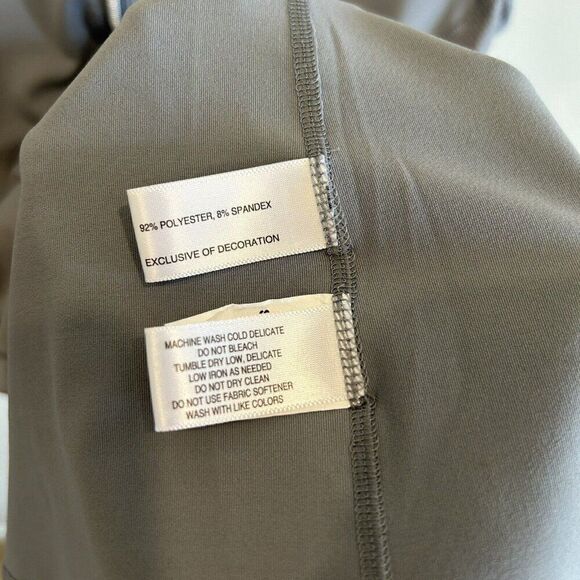 92% POLYESTER, 8% SPANDEX
EXCLUSIVE OF DECORATION
MACHINE WASH COLD DELICATE
DO NOT BLEACH
TUMBLE DRY LOW, DELICATE
LOW IRON AS NEEDED
DO NOT DRY CLEAN
DO NOT USE FABRIC SOFTENER
WASH WITH LIKE COLORS